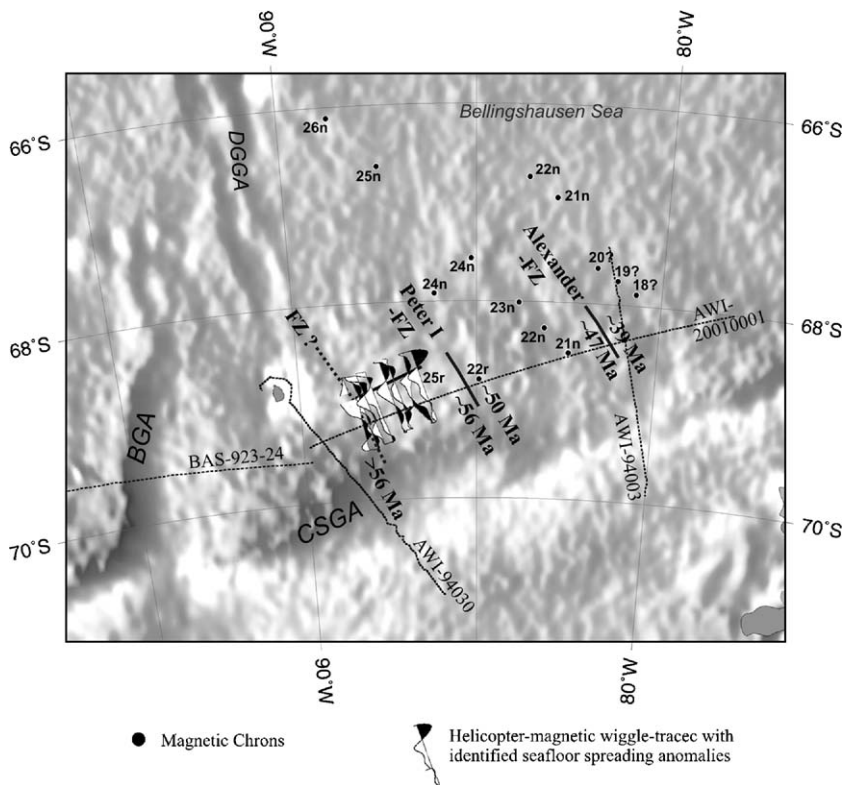 90°W
80°W
Bellingshausen Sea
66°S
66°S
26n
DGGA
25n
22n
21n
Alexander
-FZ
24n
20?
19?
18?
24n
Peter I
-FZ
23n
AWI-
20010001
FZ ?
22n
~39 Ma
~47 Ma
21n
68°S
68°S
25r
22r
~50 Ma
~56 Ma
BGA
BAS-923-24
>56 Ma
AWI-94003
CSGA
70°S
70°S
AWI-94030
90°W
80°W
Magnetic Chrons
Helicopter-magnetic wiggle-tracec with
identified seafloor spreading anomalies